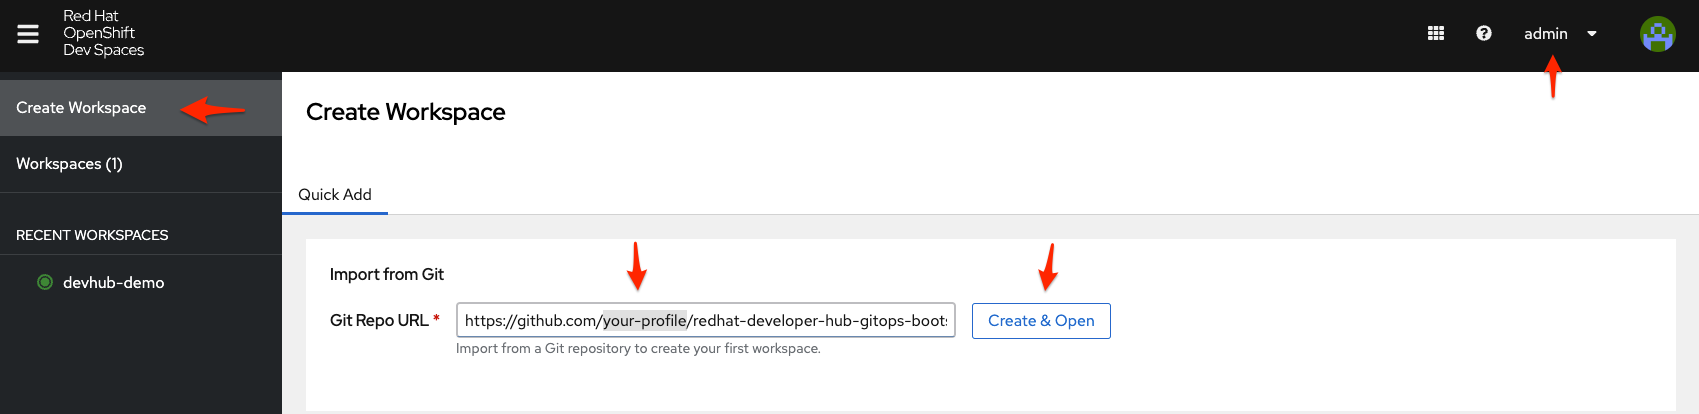 Red Hat
OpenShift
Dev Spaces
admin
Create Workspace
Workspaces (1)
RECENT WORKSPACES
devhub-demo
Create Workspace
Quick Add
Import from Git
Git Repo URL *
https://github.com/your-profile/redhat-developer-hub-gitops-boots
Create & Open
Import from a Git repository to create your first workspace.